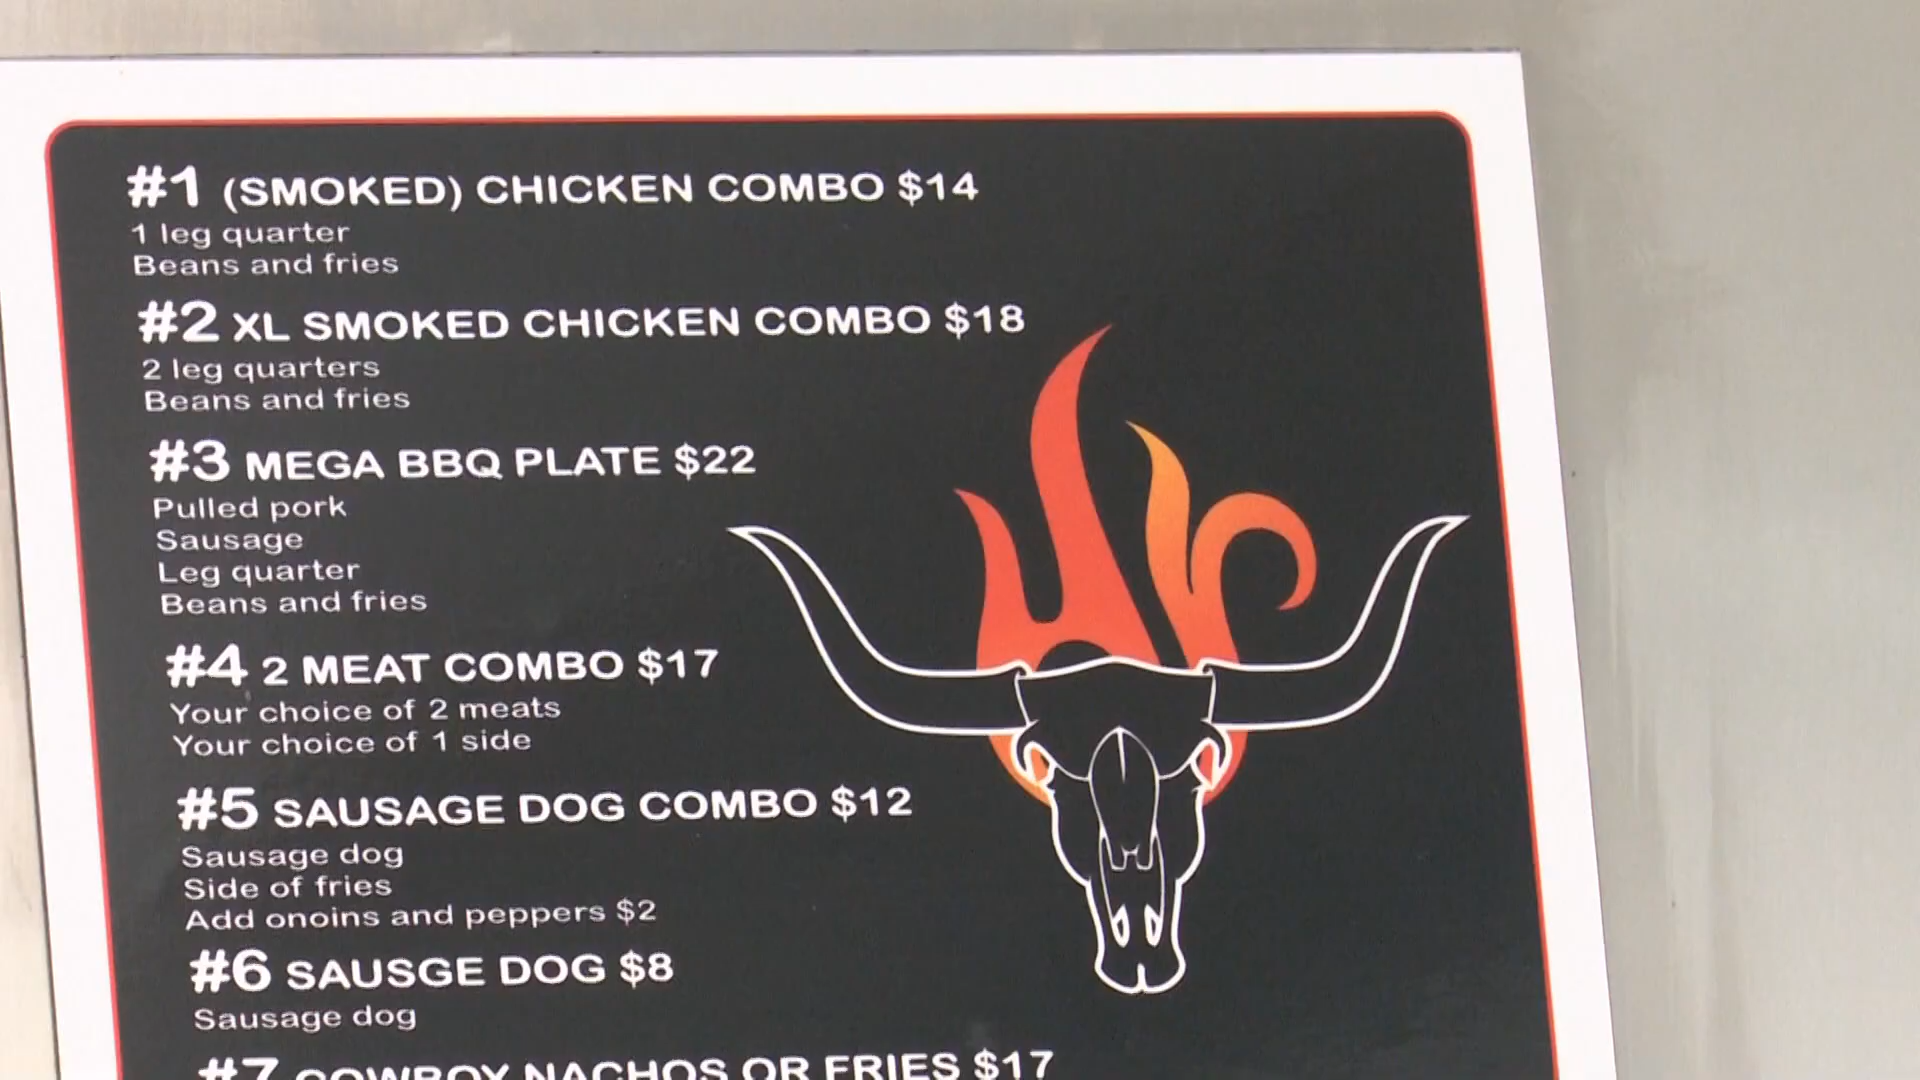 #1 (SMOKED) CHICKEN COMBO $14
1 leg quarter
Beans and fries
#2 XL SMOKED CHICKEN COMBO $18
2 leg quarters
Beans and fries
#3 MEGA BBQ PLATE $22
Pulled pork
Sausage
Leg quarter
Beans and fries
#4 2 MEAT COMBO $17
Your choice of 2 meats
Your choice of 1 side
#5 SAUSAGE DOG COMBO $12
Sausage dog
Side of fries
Add onoins and peppers $2
#6 SAUSGE DOG $8
Sausage dog
#7 COWBOY NACHOS OR FRIES $17